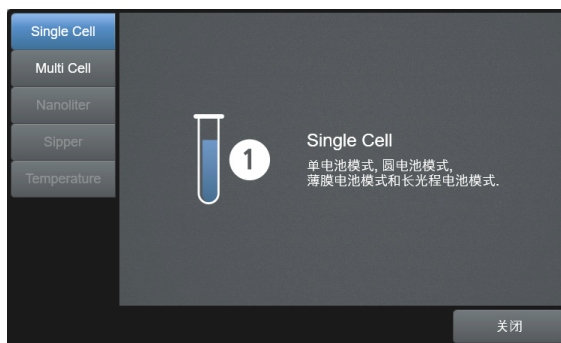 Single Cell
Multi Cell
Nanoliter
Sipper
Temperature
1
Single Cell
单电池模式, 圆电池模式,
薄膜电池模式和长光程电池模式.
关闭